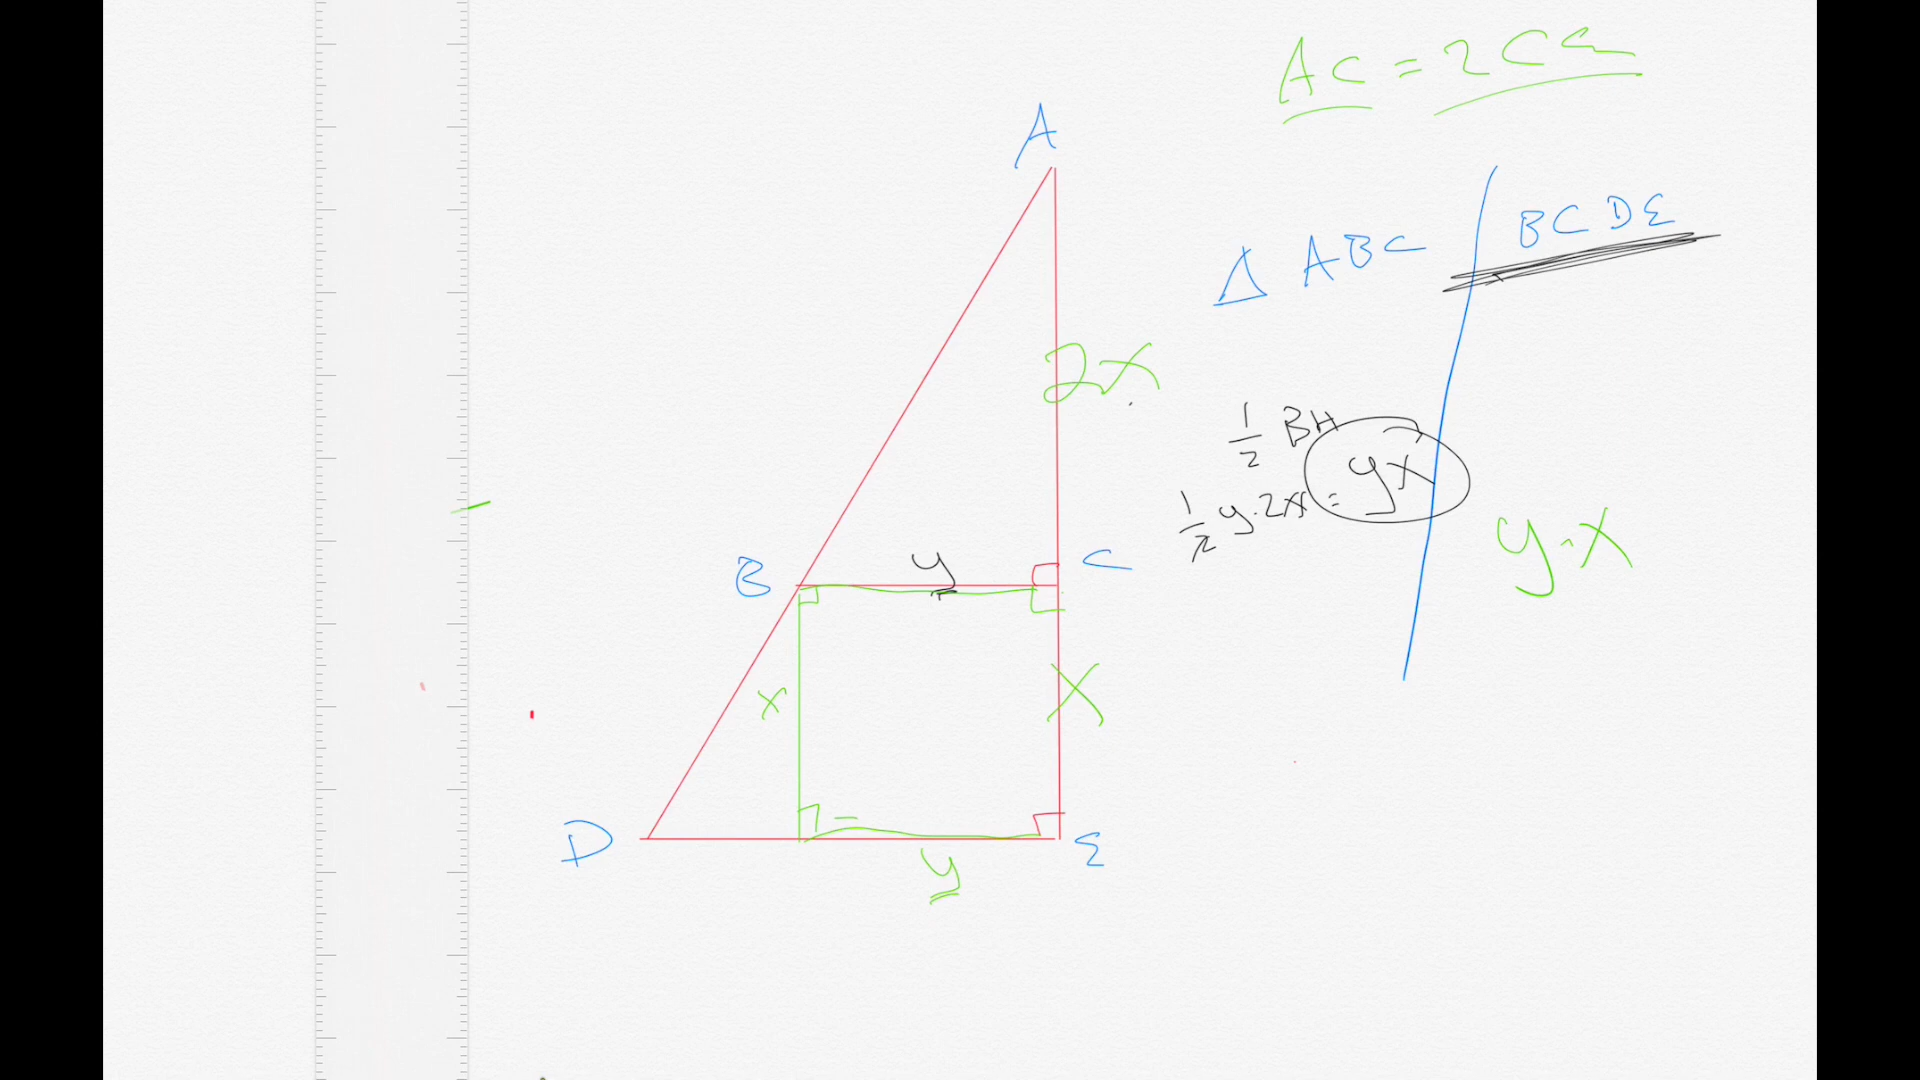 AC = 2CE
A
Δ ABC
BCDE
2x
1/2 BH
yx
1/2 y.2x =
y.x
B
y
C
x
X
D
y
E